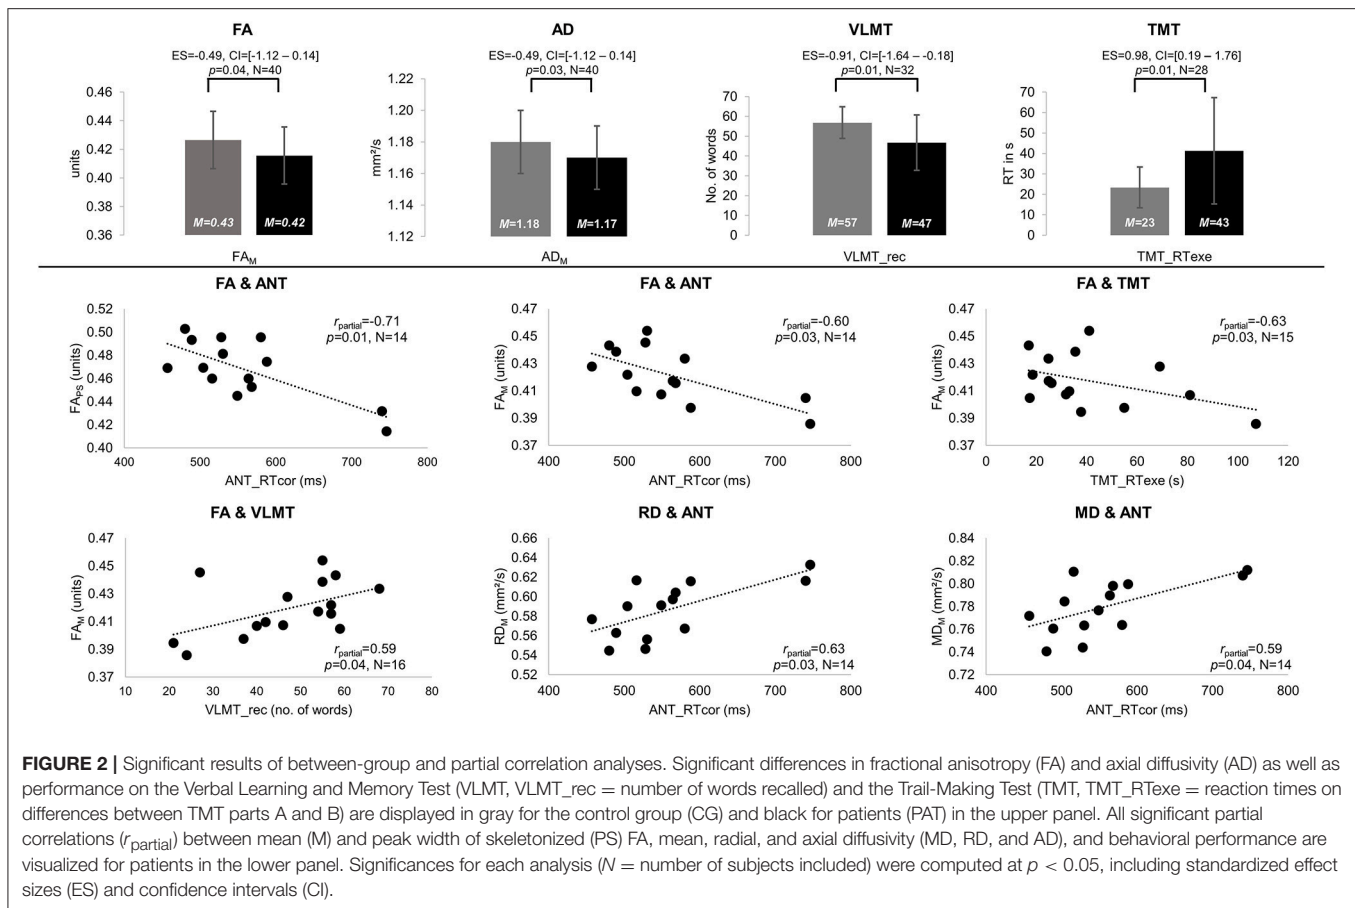 FA
ES=-0.49, CI=[-1.12 – 0.14]
p=0.04, N=40
0.46
0.44
0.42
0.40
0.38
0.36
units
M=0.43
M=0.42
FAM
AD
ES=-0.49, CI=[-1.12 – 0.14]
p=0.03, N=40
1.22
1.20
1.18
1.16
1.14
1.12
mm²/s
M=1.18
M=1.17
ADM
VLMT
ES=-0.91, CI=[-1.64 – -0.18]
p=0.01, N=32
70
60
50
40
30
20
10
0
No. of words
M=57
M=47
VLMT_rec
TMT
ES=0.98, CI=[0.19 – 1.76]
p=0.01, N=28
70
60
50
40
30
20
10
0
RT in s
M=23
M=43
TMT_RTexe
FA & ANT
rpartial=-0.71
p=0.01, N=14
0.52
0.50
0.48
0.46
0.44
0.42
0.40
FAPS (units)
400 500 600 700 800
ANT_RTcor (ms)
FA & ANT
rpartial=-0.60
p=0.03, N=14
0.47
0.45
0.43
0.41
0.39
0.37
FAM (units)
400 500 600 700 800
ANT_RTcor (ms)
FA & TMT
rpartial=-0.63
p=0.03, N=15
0.47
0.45
0.43
0.41
0.39
0.37
FAM (units)
0 20 40 60 80 100 120
TMT_RTexe (s)
FA & VLMT
0.47
0.45
0.43
0.41
0.39
0.37
FAM (units)
rpartial=0.59
p=0.04, N=16
10 20 30 40 50 60 70 80
VLMT_rec (no. of words)
RD & ANT
0.66
0.64
0.62
0.60
0.58
0.56
0.54
0.52
RDM (mm²/s)
rpartial=0.63
p=0.03, N=14
400 500 600 700 800
ANT_RTcor (ms)
MD & ANT
0.84
0.82
0.80
0.78
0.76
0.74
0.72
MDM (mm²/s)
rpartial=0.59
p=0.04, N=14
400 500 600 700 800
ANT_RTcor (ms)
FIGURE 2 | Significant results of between-group and partial correlation analyses. Significant differences in fractional anisotropy (FA) and axial diffusivity (AD) as well as
performance on the Verbal Learning and Memory Test (VLMT, VLMT_rec = number of words recalled) and the Trail-Making Test (TMT, TMT_RTexe = reaction times on
differences between TMT parts A and B) are displayed in gray for the control group (CG) and black for patients (PAT) in the upper panel. All significant partial
correlations (rpartial) between mean (M) and peak width of skeletonized (PS) FA, mean, radial, and axial diffusivity (MD, RD, and AD), and behavioral performance are
visualized for patients in the lower panel. Significances for each analysis (N = number of subjects included) were computed at p < 0.05, including standardized effect
sizes (ES) and confidence intervals (CI).